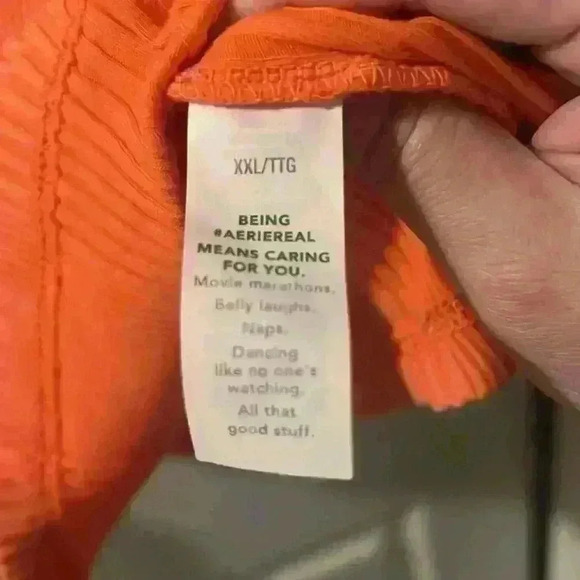 XXL/TTG
BEING
#AERIEREAL
MEANS CARING
FOR YOU.
Movie marathons.
Belly laughs.
Naps.
Dancing
like no one's
watching.
All that
good stuff.